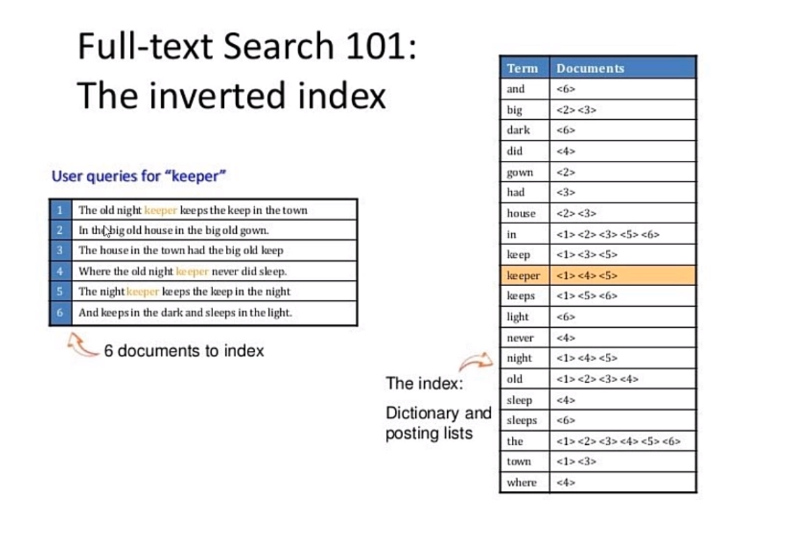 Full-text Search 101:
The inverted index
User queries for “keeper”
1 The old night keeper keeps the keep in the town
2 In the big old house in the big old gown.
3 The house in the town had the big old keep
4 Where the old night keeper never did sleep.
5 The night keeper keeps the keep in the night
6 And keeps in the dark and sleeps in the light.
6 documents to index
The index:
Dictionary and
posting lists
Term Documents
and <6>
big <2> <3>
dark <6>
did <4>
gown <2>
had <3>
house <2> <3>
in <1> <2> <3> <5> <6>
keep <1> <3> <5>
keeper <1> <4> <5>
keeps <1> <5> <6>
light <6>
never <4>
night <1> <4> <5>
old <1> <2> <3> <4>
sleep <4>
sleeps <6>
the <1> <2> <3> <4> <5> <6>
town <1> <3>
where <4>